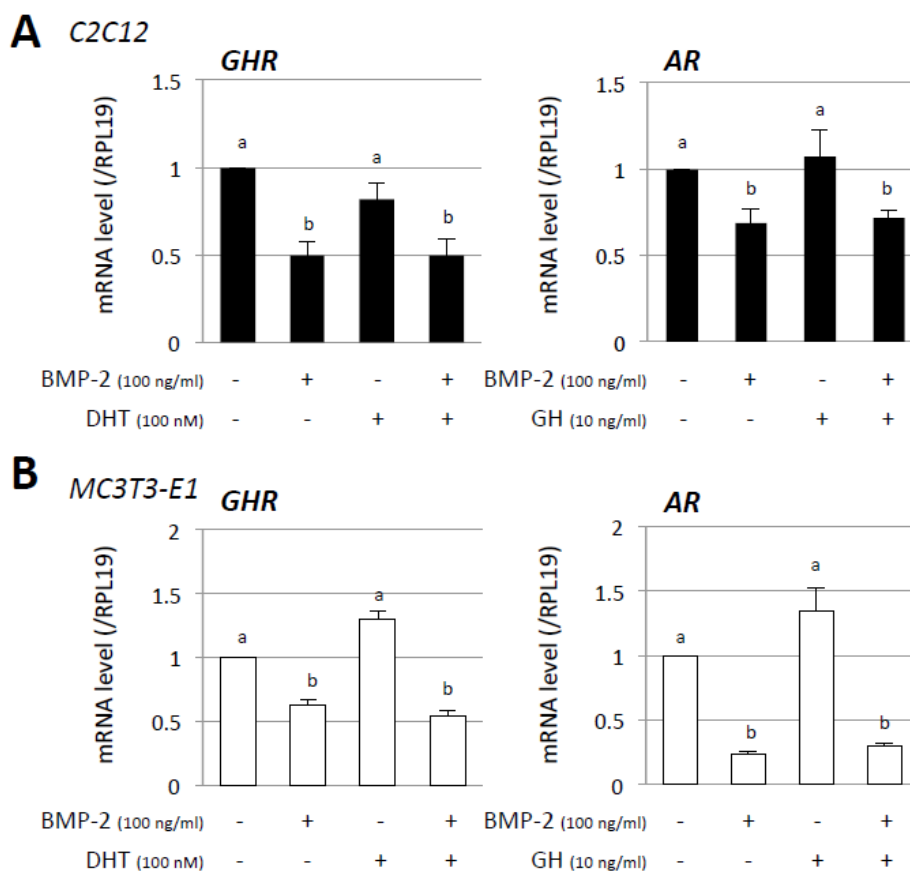 A C2C12
GHR
mRNA level (/RPL19)
1.5
1
0.5
0
a
b
a
b
BMP-2 (100 ng/ml) - + - +
DHT (100 nM) - - + +
AR
mRNA level (/RPL19)
1.5
1
0.5
0
a
b
a
b
BMP-2 (100 ng/ml) - + - +
GH (10 ng/ml) - - + +
B MC3T3-E1
GHR
mRNA level (/RPL19)
2
1.5
1
0.5
0
a
b
a
b
BMP-2 (100 ng/ml) - + - +
DHT (100 nM) - - + +
AR
mRNA level (/RPL19)
2
1.5
1
0.5
0
a
b
a
b
BMP-2 (100 ng/ml) - + - +
GH (10 ng/ml) - - + +